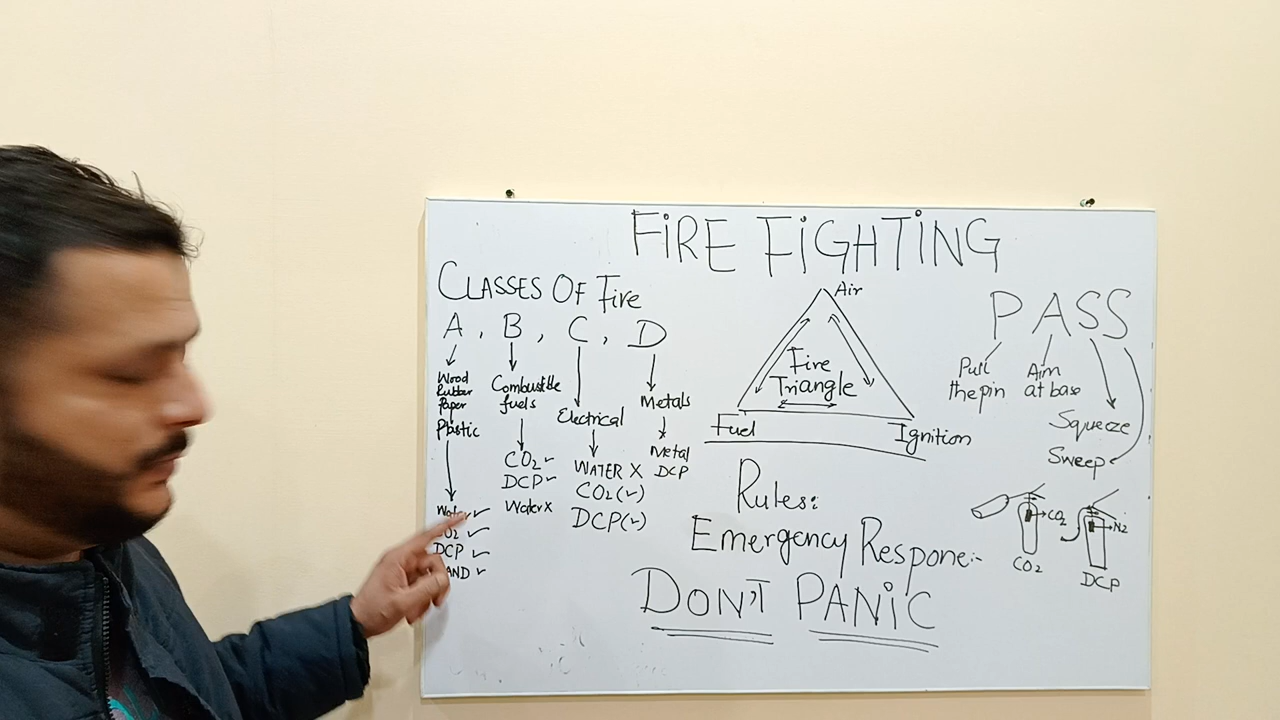 FiRE FiGHTiNG
CLASSES OF Fire
A, B, C, D
Wood
Rubber
Paper
Plastic
Water ✓
CO2 ✓
DCP ✓
SAND ✓
Combustible
fuels
CO2 ✓
DCP ✓
Water x
Electrical
WATER X
CO2(✓)
DCP(✓)
Metals
Metal
DCP
Air
Fire
Triangle
Fuel
Ignition
PASS
Pull
the pin
Aim
at base
Squeeze
Sweep
Rules:
Emergency Respone:-
DON'T PANiC
CO2
CO2
N2
DCP